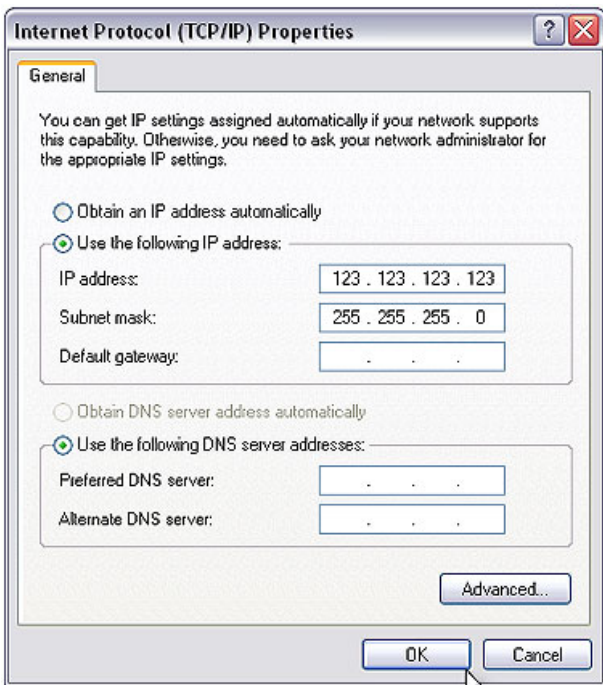 Internet Protocol (TCP/IP) Properties
General
You can get IP settings assigned automatically if your network supports
this capability. Otherwise, you need to ask your network administrator for
the appropriate IP settings.
Obtain an IP address automatically
Use the following IP address:
IP address: 123 . 123 . 123 . 123
Subnet mask: 255 . 255 . 255 . 0
Default gateway: . . .
Obtain DNS server address automatically
Use the following DNS server addresses:
Preferred DNS server: . . .
Alternate DNS server: . . .
Advanced...
OK Cancel